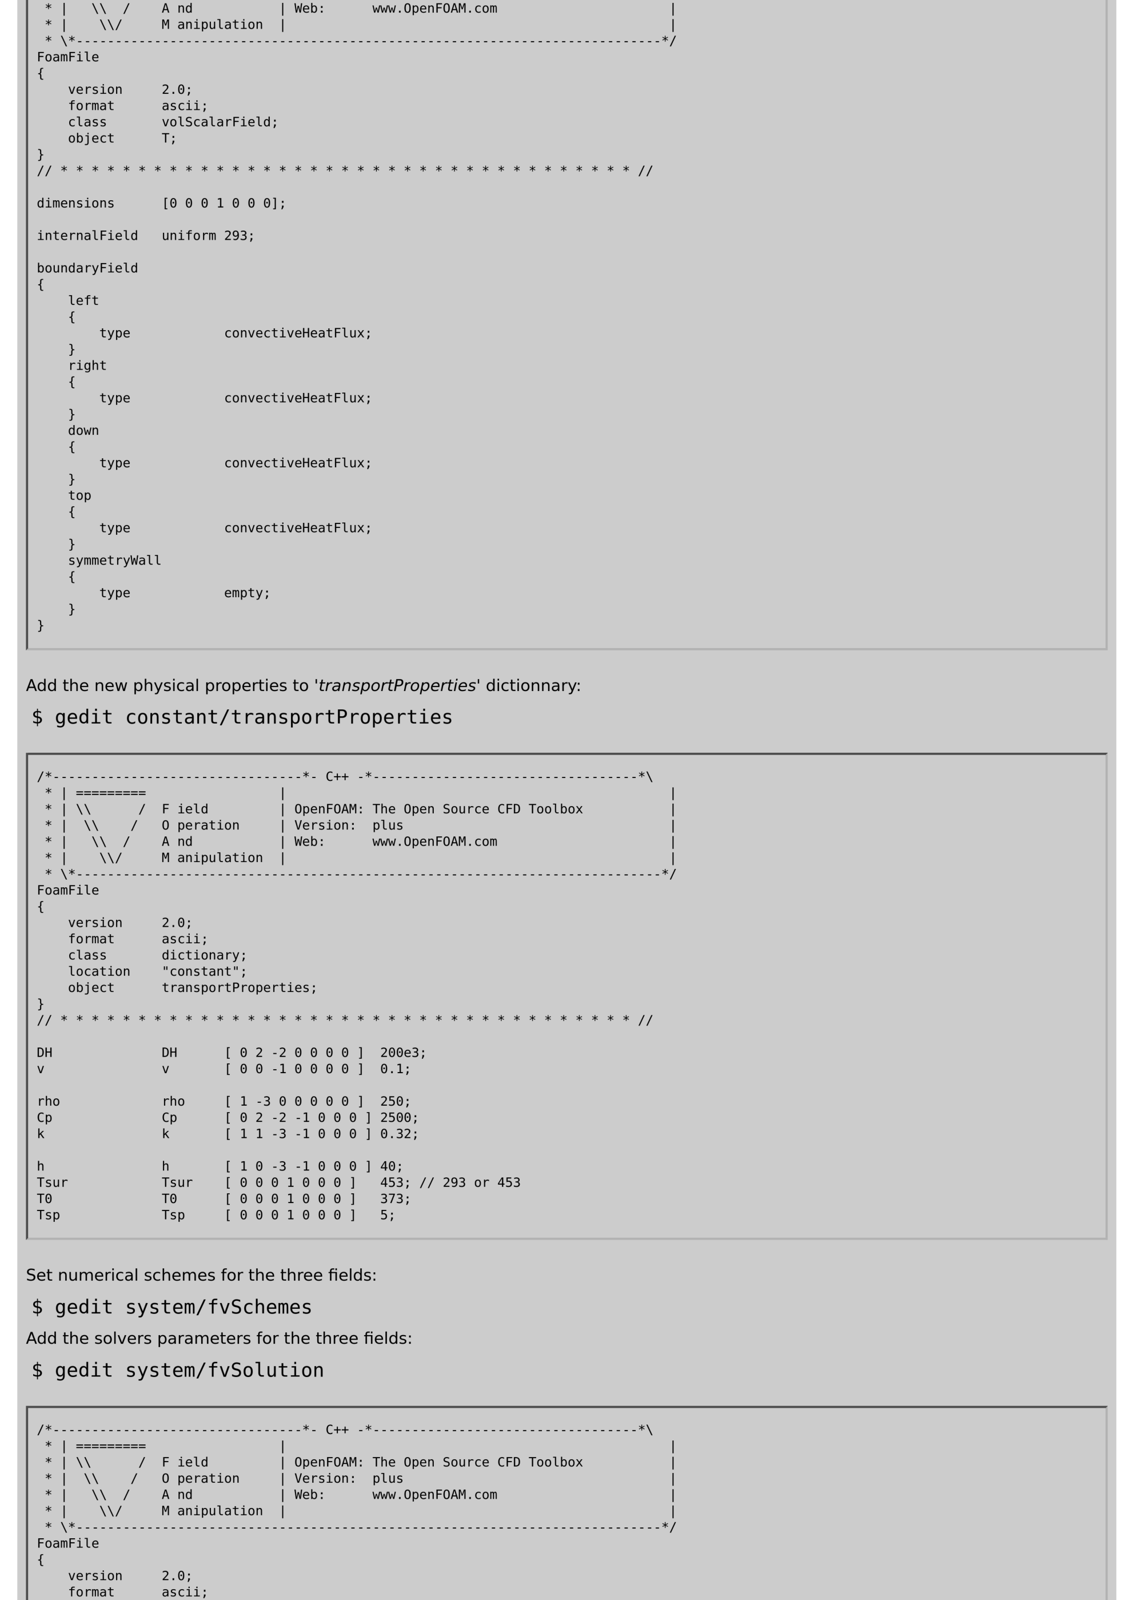 * |   \\  /    A nd           | Web:      www.OpenFOAM.com                      |
 * |    \\/     M anipulation  |                                                 |
 * \*---------------------------------------------------------------------------*/
FoamFile
{
    version     2.0;
    format      ascii;
    class       volScalarField;
    object      T;
}
// * * * * * * * * * * * * * * * * * * * * * * * * * * * * * * * * * * * * * //

dimensions      [0 0 0 1 0 0 0];

internalField   uniform 293;

boundaryField
{
    left
    {
        type            convectiveHeatFlux;
    }
    right
    {
        type            convectiveHeatFlux;
    }
    down
    {
        type            convectiveHeatFlux;
    }
    top
    {
        type            convectiveHeatFlux;
    }
    symmetryWall
    {
        type            empty;
    }
}

Add the new physical properties to 'transportProperties' dictionnary:
$ gedit constant/transportProperties

/*--------------------------------*- C++ -*----------------------------------*\
 * | =========                 |                                                 |
 * | \\      /  F ield         | OpenFOAM: The Open Source CFD Toolbox           |
 * |  \\    /   O peration     | Version:  plus                                  |
 * |   \\  /    A nd           | Web:      www.OpenFOAM.com                      |
 * |    \\/     M anipulation  |                                                 |
 * \*---------------------------------------------------------------------------*/
FoamFile
{
    version     2.0;
    format      ascii;
    class       dictionary;
    location    "constant";
    object      transportProperties;
}
// * * * * * * * * * * * * * * * * * * * * * * * * * * * * * * * * * * * * * //

DH              DH      [ 0 2 -2 0 0 0 0 ]  200e3;
v               v       [ 0 0 -1 0 0 0 0 ]  0.1;

rho             rho     [ 1 -3 0 0 0 0 0 ]  250;
Cp              Cp      [ 0 2 -2 -1 0 0 0 ] 2500;
k               k       [ 1 1 -3 -1 0 0 0 ] 0.32;

h               h       [ 1 0 -3 -1 0 0 0 ] 40;
Tsur            Tsur    [ 0 0 0 1 0 0 0 ]   453; // 293 or 453
T0              T0      [ 0 0 0 1 0 0 0 ]   373;
Tsp             Tsp     [ 0 0 0 1 0 0 0 ]   5;

Set numerical schemes for the three fields:
$ gedit system/fvSchemes
Add the solvers parameters for the three fields:
$ gedit system/fvSolution

/*--------------------------------*- C++ -*----------------------------------*\
 * | =========                 |                                                 |
 * | \\      /  F ield         | OpenFOAM: The Open Source CFD Toolbox           |
 * |  \\    /   O peration     | Version:  plus                                  |
 * |   \\  /    A nd           | Web:      www.OpenFOAM.com                      |
 * |    \\/     M anipulation  |                                                 |
 * \*---------------------------------------------------------------------------*/
FoamFile
{
    version     2.0;
    format      ascii;